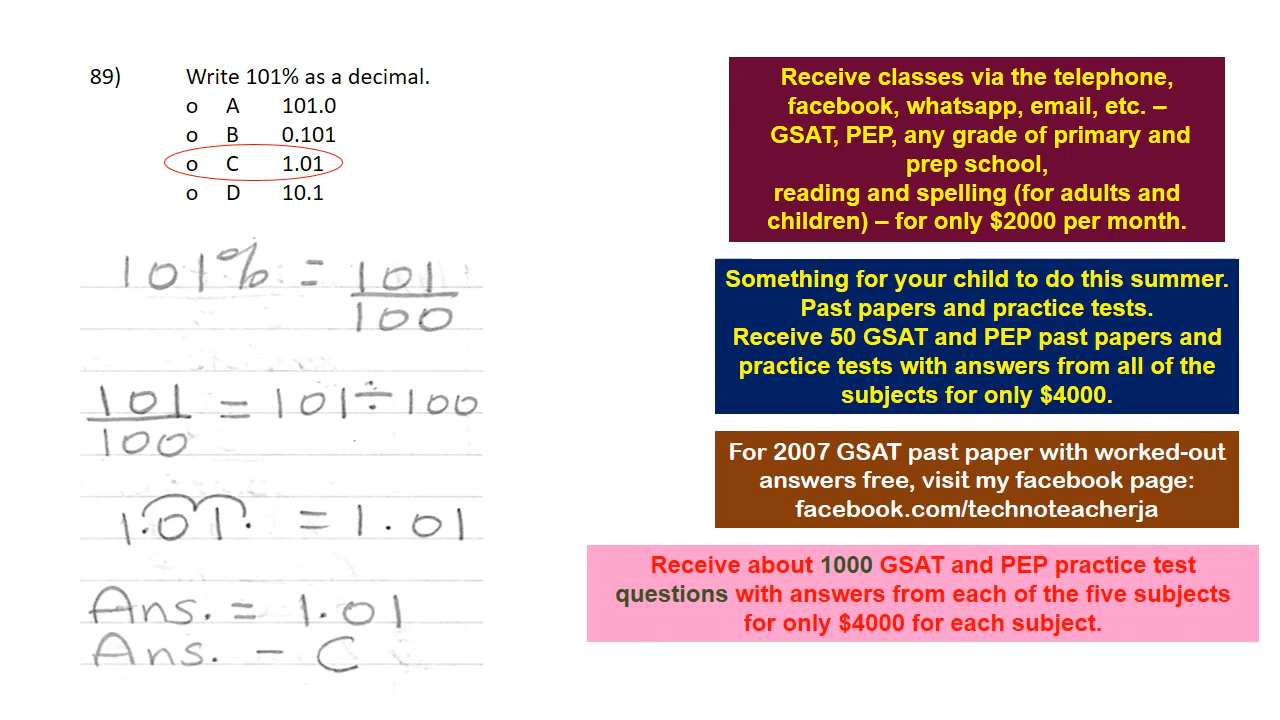 89) Write 101% as a decimal.
o A 101.0
o B 0.101
o C 1.01
o D 10.1
101% = 101
100
101 = 101 ÷ 100
100
1.01. = 1.01
Ans. = 1.01
Ans. - C
Receive classes via the telephone,
facebook, whatsapp, email, etc. –
GSAT, PEP, any grade of primary and
prep school,
reading and spelling (for adults and
children) – for only $2000 per month.
Something for your child to do this summer.
Past papers and practice tests.
Receive 50 GSAT and PEP past papers and
practice tests with answers from all of the
subjects for only $4000.
For 2007 GSAT past paper with worked-out
answers free, visit my facebook page:
facebook.com/technoteacherja
Receive about 1000 GSAT and PEP practice test
questions with answers from each of the five subjects
for only $4000 for each subject.